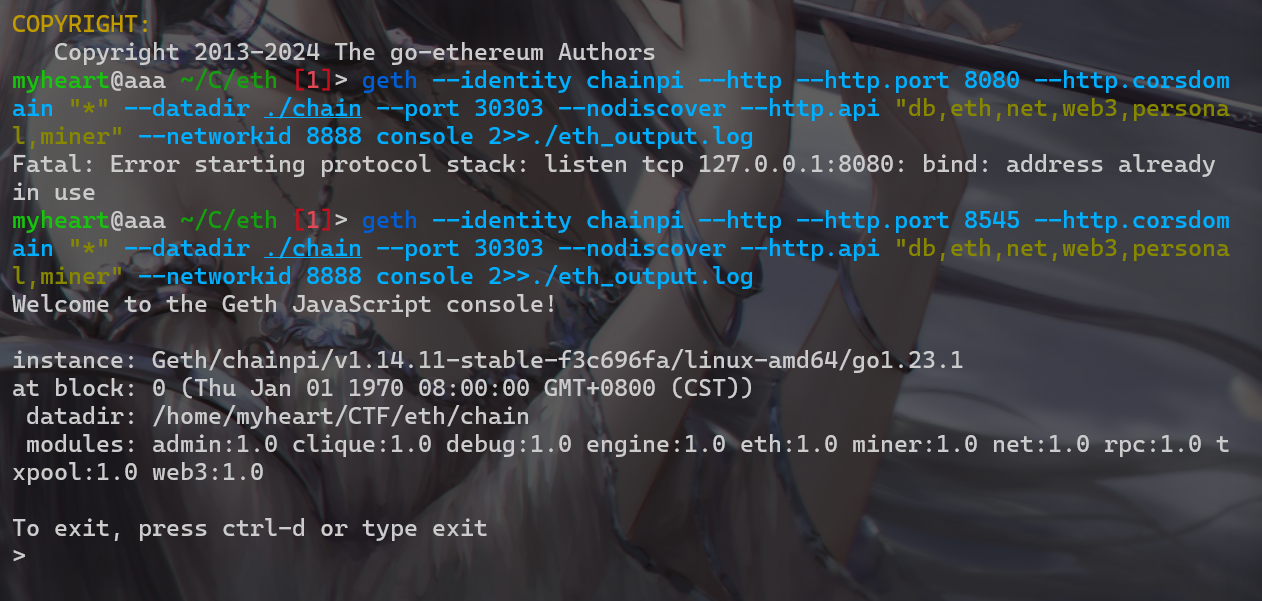 COPYRIGHT:
   Copyright 2013-2024 The go-ethereum Authors
myheart@aaa ~/C/eth [1]> geth --identity chainpi --http --http.port 8080 --http.corsdom
ain "*" --datadir ./chain --port 30303 --nodiscover --http.api "db,eth,net,web3,persona
l,miner" --networkid 8888 console 2>>./eth_output.log
Fatal: Error starting protocol stack: listen tcp 127.0.0.1:8080: bind: address already
in use
myheart@aaa ~/C/eth [1]> geth --identity chainpi --http --http.port 8545 --http.corsdom
ain "*" --datadir ./chain --port 30303 --nodiscover --http.api "db,eth,net,web3,persona
l,miner" --networkid 8888 console 2>>./eth_output.log
Welcome to the Geth JavaScript console!

instance: Geth/chainpi/v1.14.11-stable-f3c696fa/linux-amd64/go1.23.1
at block: 0 (Thu Jan 01 1970 08:00:00 GMT+0800 (CST))
 datadir: /home/myheart/CTF/eth/chain
 modules: admin:1.0 clique:1.0 debug:1.0 engine:1.0 eth:1.0 miner:1.0 net:1.0 rpc:1.0 t
xpool:1.0 web3:1.0

To exit, press ctrl-d or type exit
>